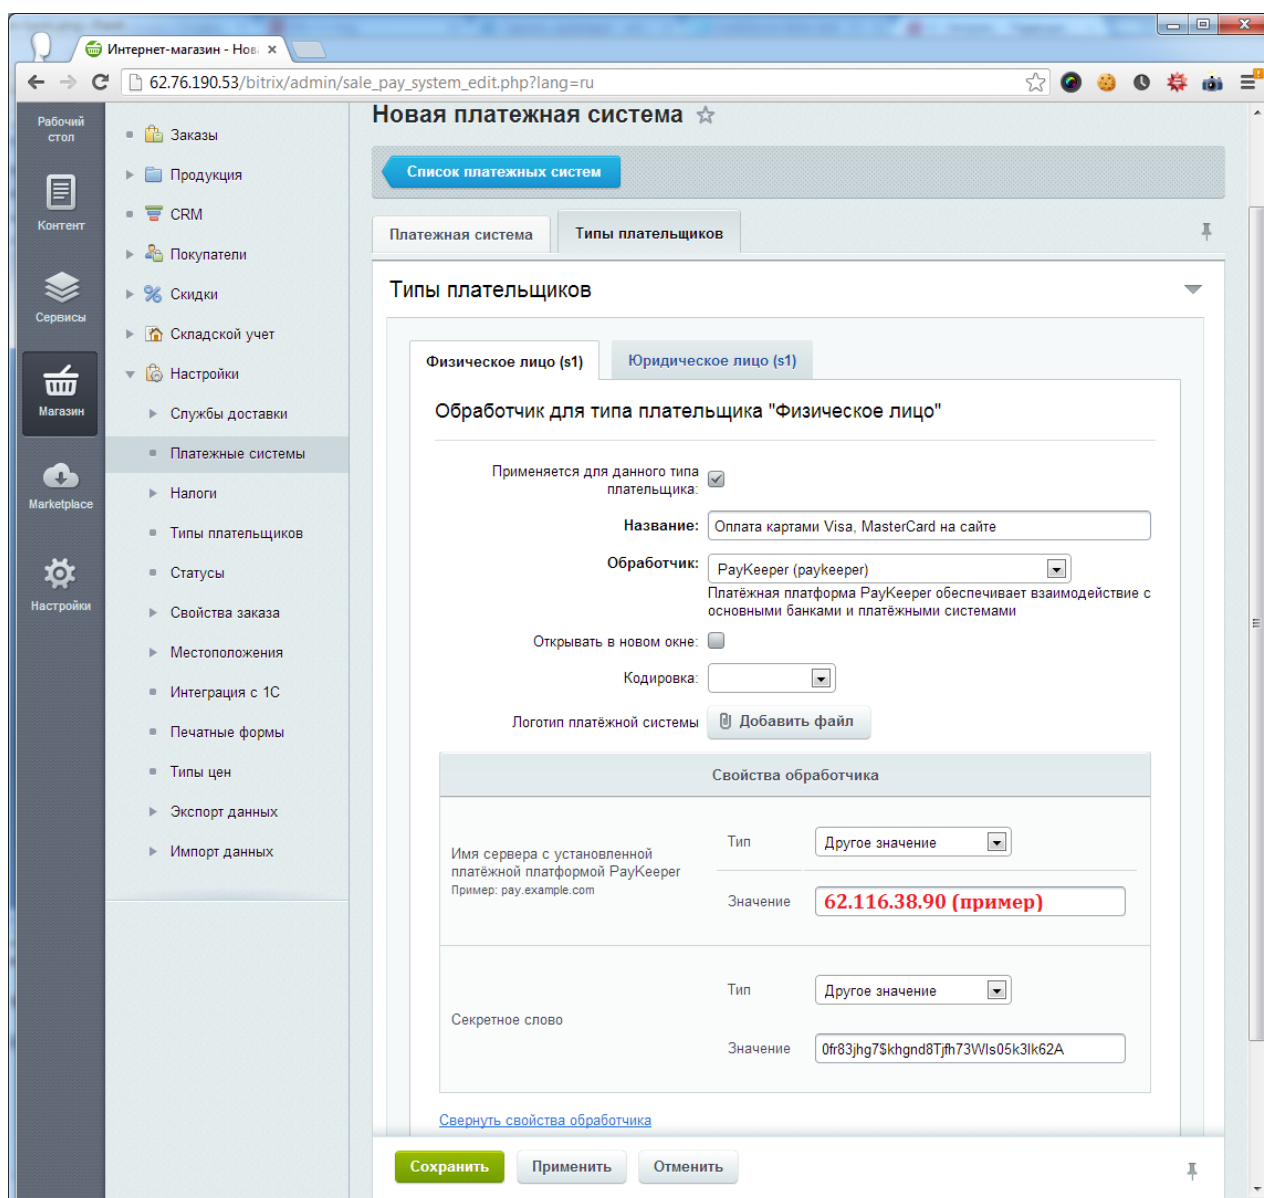 Интернет-магазин - Нов
62.76.190.53/bitrix/admin/sale_pay_system_edit.php?lang=ru
Рабочий
стол
Контент
Сервисы
Магазин
Marketplace
Настройки
Заказы
Продукция
CRM
Покупатели
Скидки
Складской учет
Настройки
Службы доставки
Платежные системы
Налоги
Типы плательщиков
Статусы
Свойства заказа
Местоположения
Интеграция с 1С
Печатные формы
Типы цен
Экспорт данных
Импорт данных
Новая платежная система
Список платежных систем
Платежная система
Типы плательщиков
Типы плательщиков
Физическое лицо (s1)
Юридическое лицо (s1)
Обработчик для типа плательщика "Физическое лицо"
Применяется для данного типа
плательщика:
Название: Оплата картами Visa, MasterCard на сайте
Обработчик: PayKeeper (paykeeper)
Платёжная платформа PayKeeper обеспечивает взаимодействие с
основными банками и платёжными системами
Открывать в новом окне:
Кодировка:
Логотип платёжной системы Добавить файл
Свойства обработчика
Имя сервера с установленной
платёжной платформой PayKeeper
Пример: pay.example.com
Тип Другое значение
Значение 62.116.38.90 (пример)
Секретное слово
Тип Другое значение
Значение 0fr83jhg7$khgnd8Tjfh73WIs05k3lk62A
Свернуть свойства обработчика
Сохранить Применить Отменить